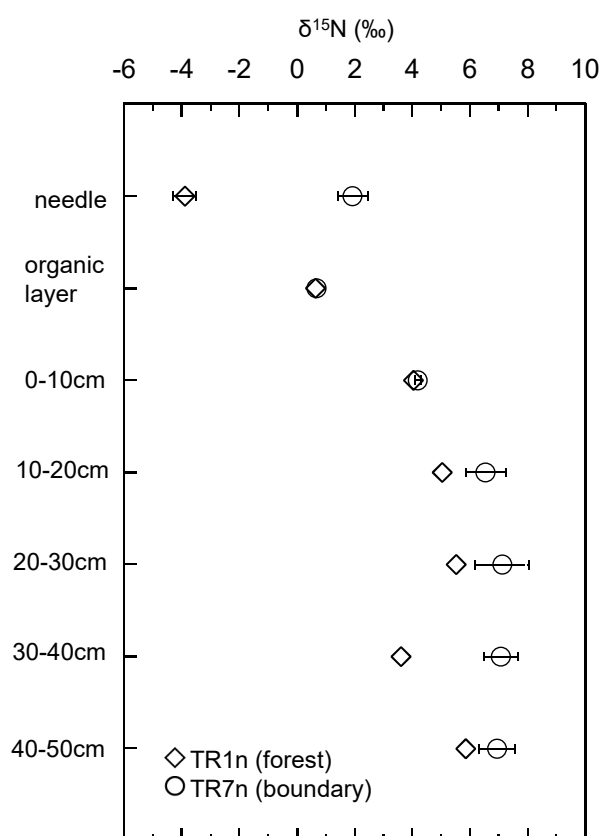 δ¹⁵N (‰)
-6 -4 -2 0 2 4 6 8 10
needle
organic
layer
0-10cm
10-20cm
20-30cm
30-40cm
40-50cm
TR1n (forest)
TR7n (boundary)